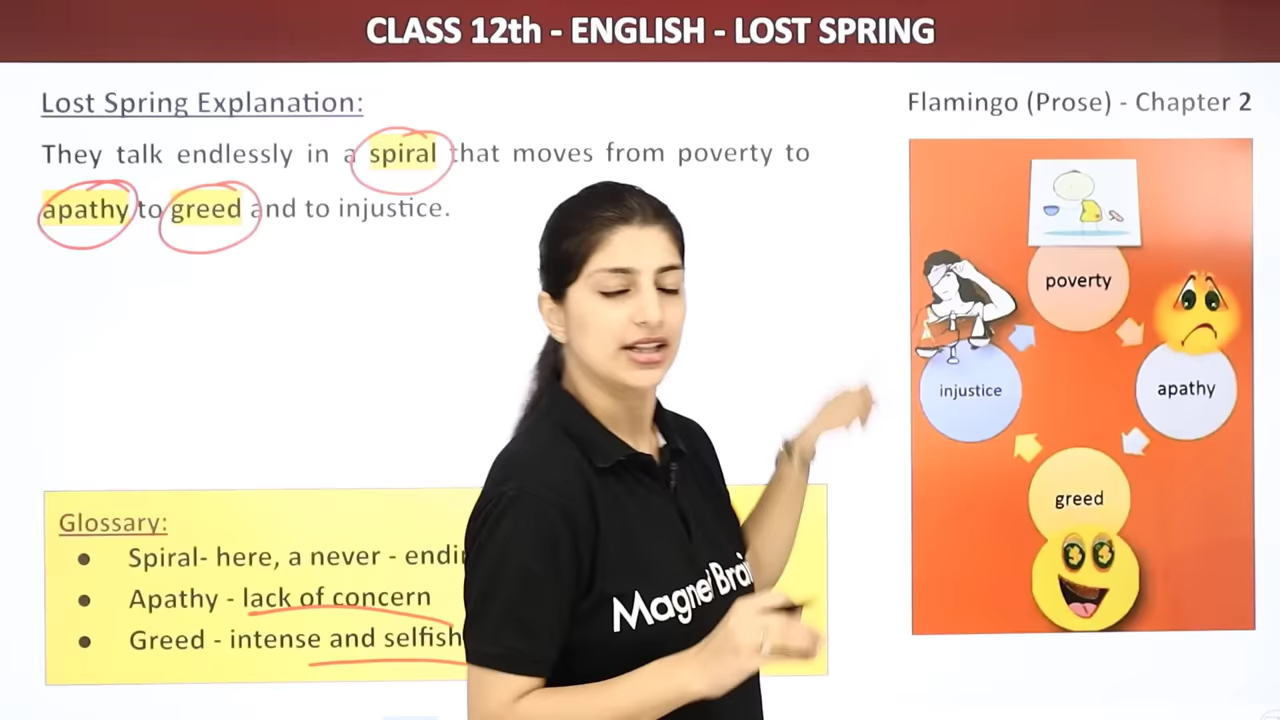 CLASS 12th - ENGLISH - LOST SPRING
Lost Spring Explanation:
Flamingo (Prose) - Chapter 2
They talk endlessly in a spiral that moves from poverty to
apathy to greed and to injustice.
poverty
apathy
injustice
greed
Glossary:
● Spiral- here, a never -
● Apathy - lack of concern
● Greed - intense and selfish
Magnet